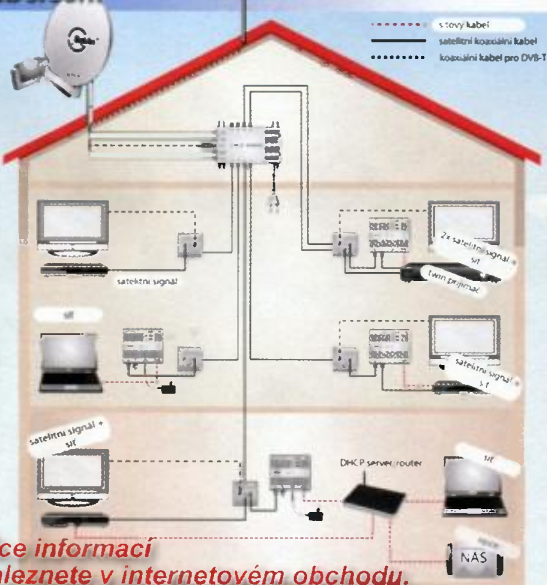 síťový kabel
satelitní koaxiální kabel
koaxiální kabel pro DVB-T
satelitní signál
2x satelitní signál +
síť
twin přijímač
síť
satelitní signál +
síť
satelitní signál +
síť
DHCP server/router
síť
NAS
ce informací
leznete v internetovém obchodu.